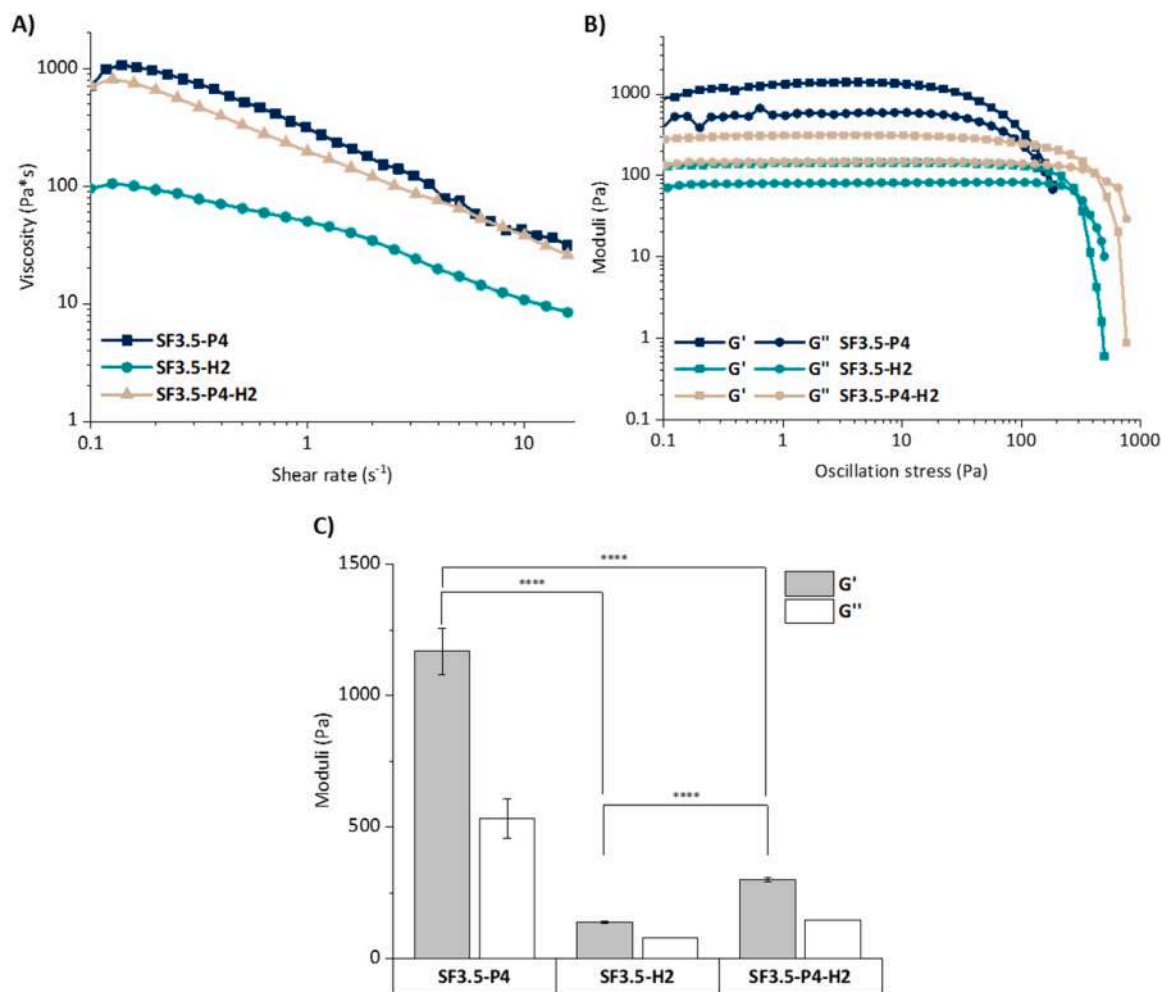 A)
Viscosity (Pa*s)
1000
100
10
1
0.1
1
10
Shear rate (s⁻¹)
SF3.5-P4
SF3.5-H2
SF3.5-P4-H2
B)
Moduli (Pa)
1000
100
10
1
0.1
0.1
1
10
100
1000
Oscillation stress (Pa)
G' G'' SF3.5-P4
G' G'' SF3.5-H2
G' G'' SF3.5-P4-H2
C)
Moduli (Pa)
1500
1000
500
0
****
****
****
G'
G''
SF3.5-P4
SF3.5-H2
SF3.5-P4-H2